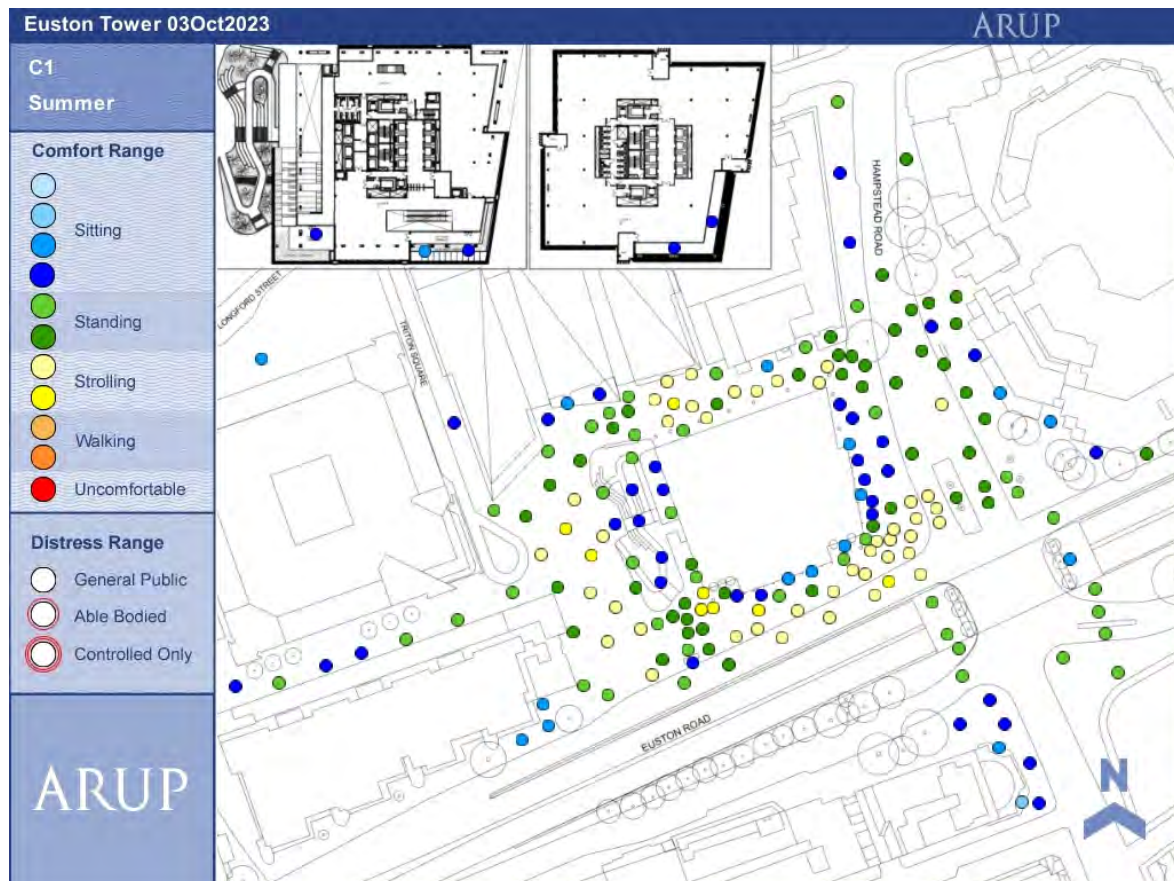 Euston Tower 03Oct2023
ARUP
C1
Summer
Comfort Range
Sitting
Standing
Strolling
Walking
Uncomfortable
Distress Range
General Public
Able Bodied
Controlled Only
ARUP
LONGFORD STREET
TRITON SQUARE
HAMPSTEAD ROAD
EUSTON ROAD
N